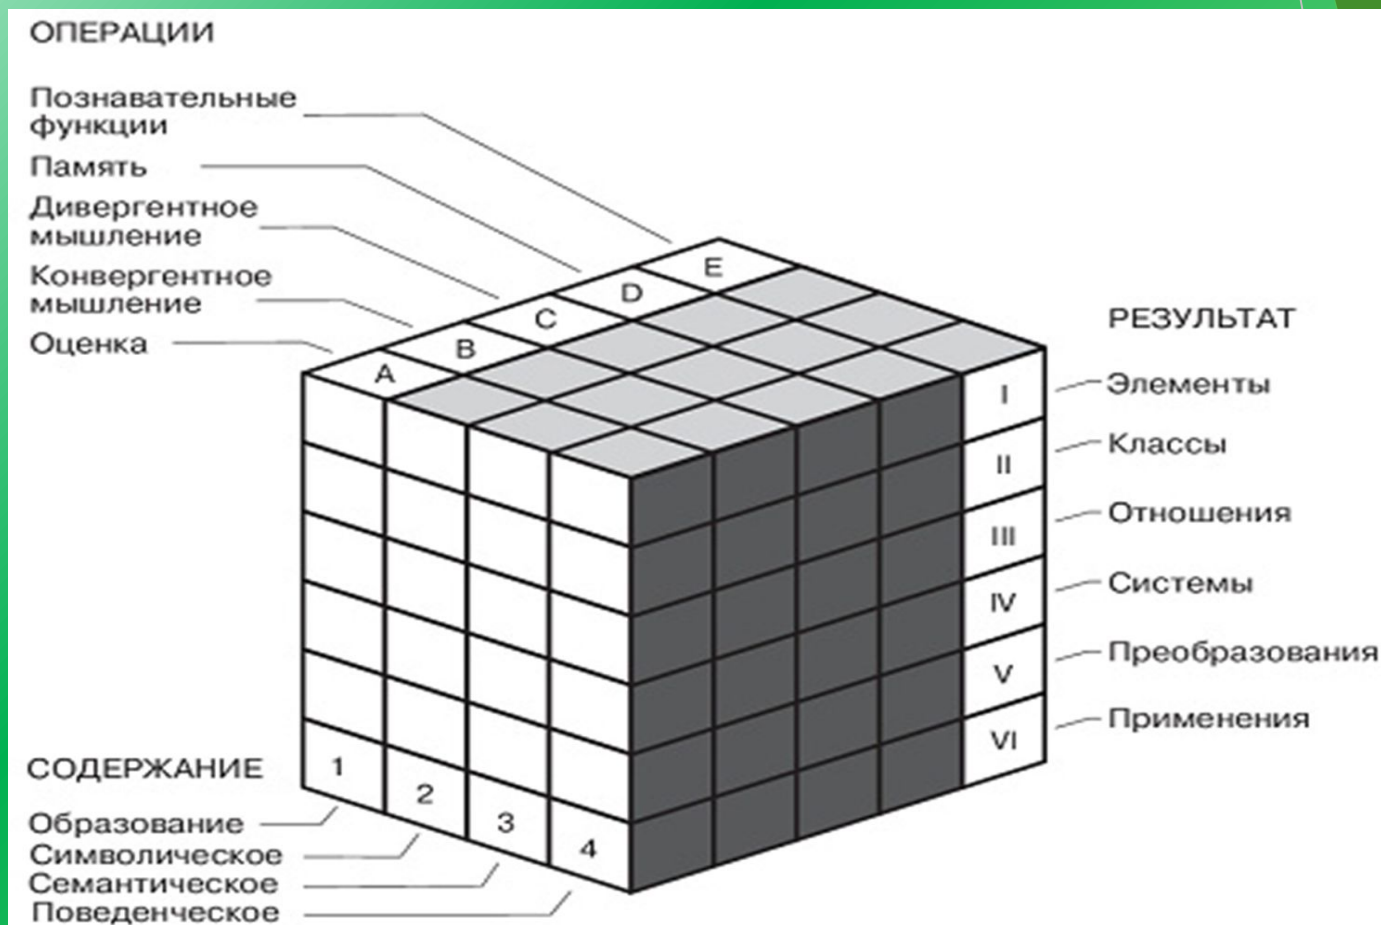 ОПЕРАЦИИ
Познавательные
функции
Память
Дивергентное
мышление
Конвергентное
мышление
Оценка
A
B
C
D
E
РЕЗУЛЬТАТ
I
Элементы
II
Классы
III
Отношения
IV
Системы
V
Преобразования
VI
Применения
СОДЕРЖАНИЕ
1
2
3
4
Образование
Символическое
Семантическое
Поведенческое